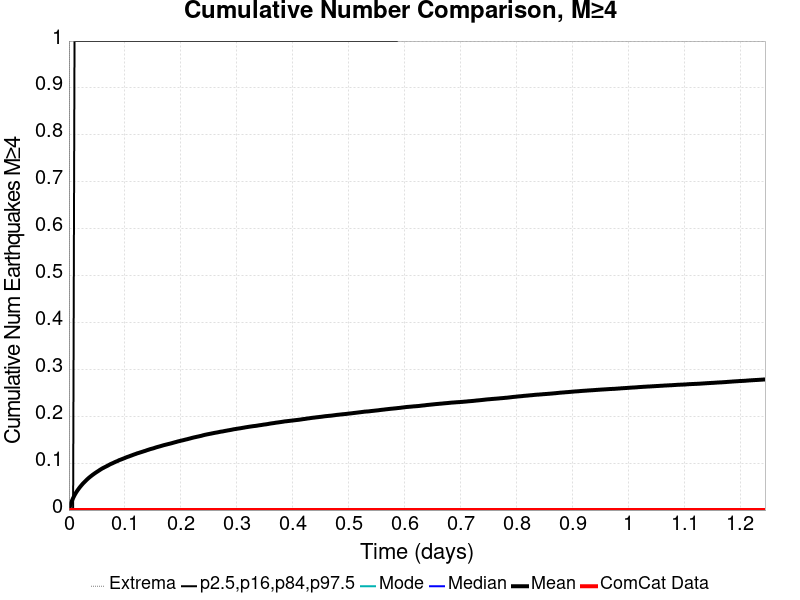 Cumulative Number Comparison, M≥4
Cumulative Num Earthquakes M≥4
1
0.9
0.8
0.7
0.6
0.5
0.4
0.3
0.2
0.1
0
0 0.1 0.2 0.3 0.4 0.5 0.6 0.7 0.8 0.9 1 1.1 1.2
Time (days)
Extrema p2.5,p16,p84,p97.5 Mode Median Mean ComCat Data